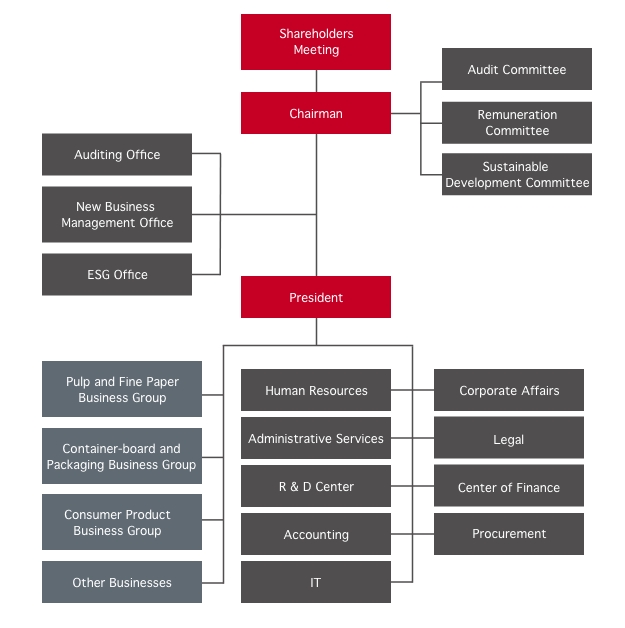 Shareholders
Meeting
Chairman
Audit Committee
Remuneration
Committee
Sustainable
Development Committee
Auditing Office
New Business
Management Office
ESG Office
President
Pulp and Fine Paper
Business Group
Container-board and
Packaging Business Group
Consumer Product
Business Group
Other Businesses
Human Resources
Administrative Services
R & D Center
Accounting
IT
Corporate Affairs
Legal
Center of Finance
Procurement